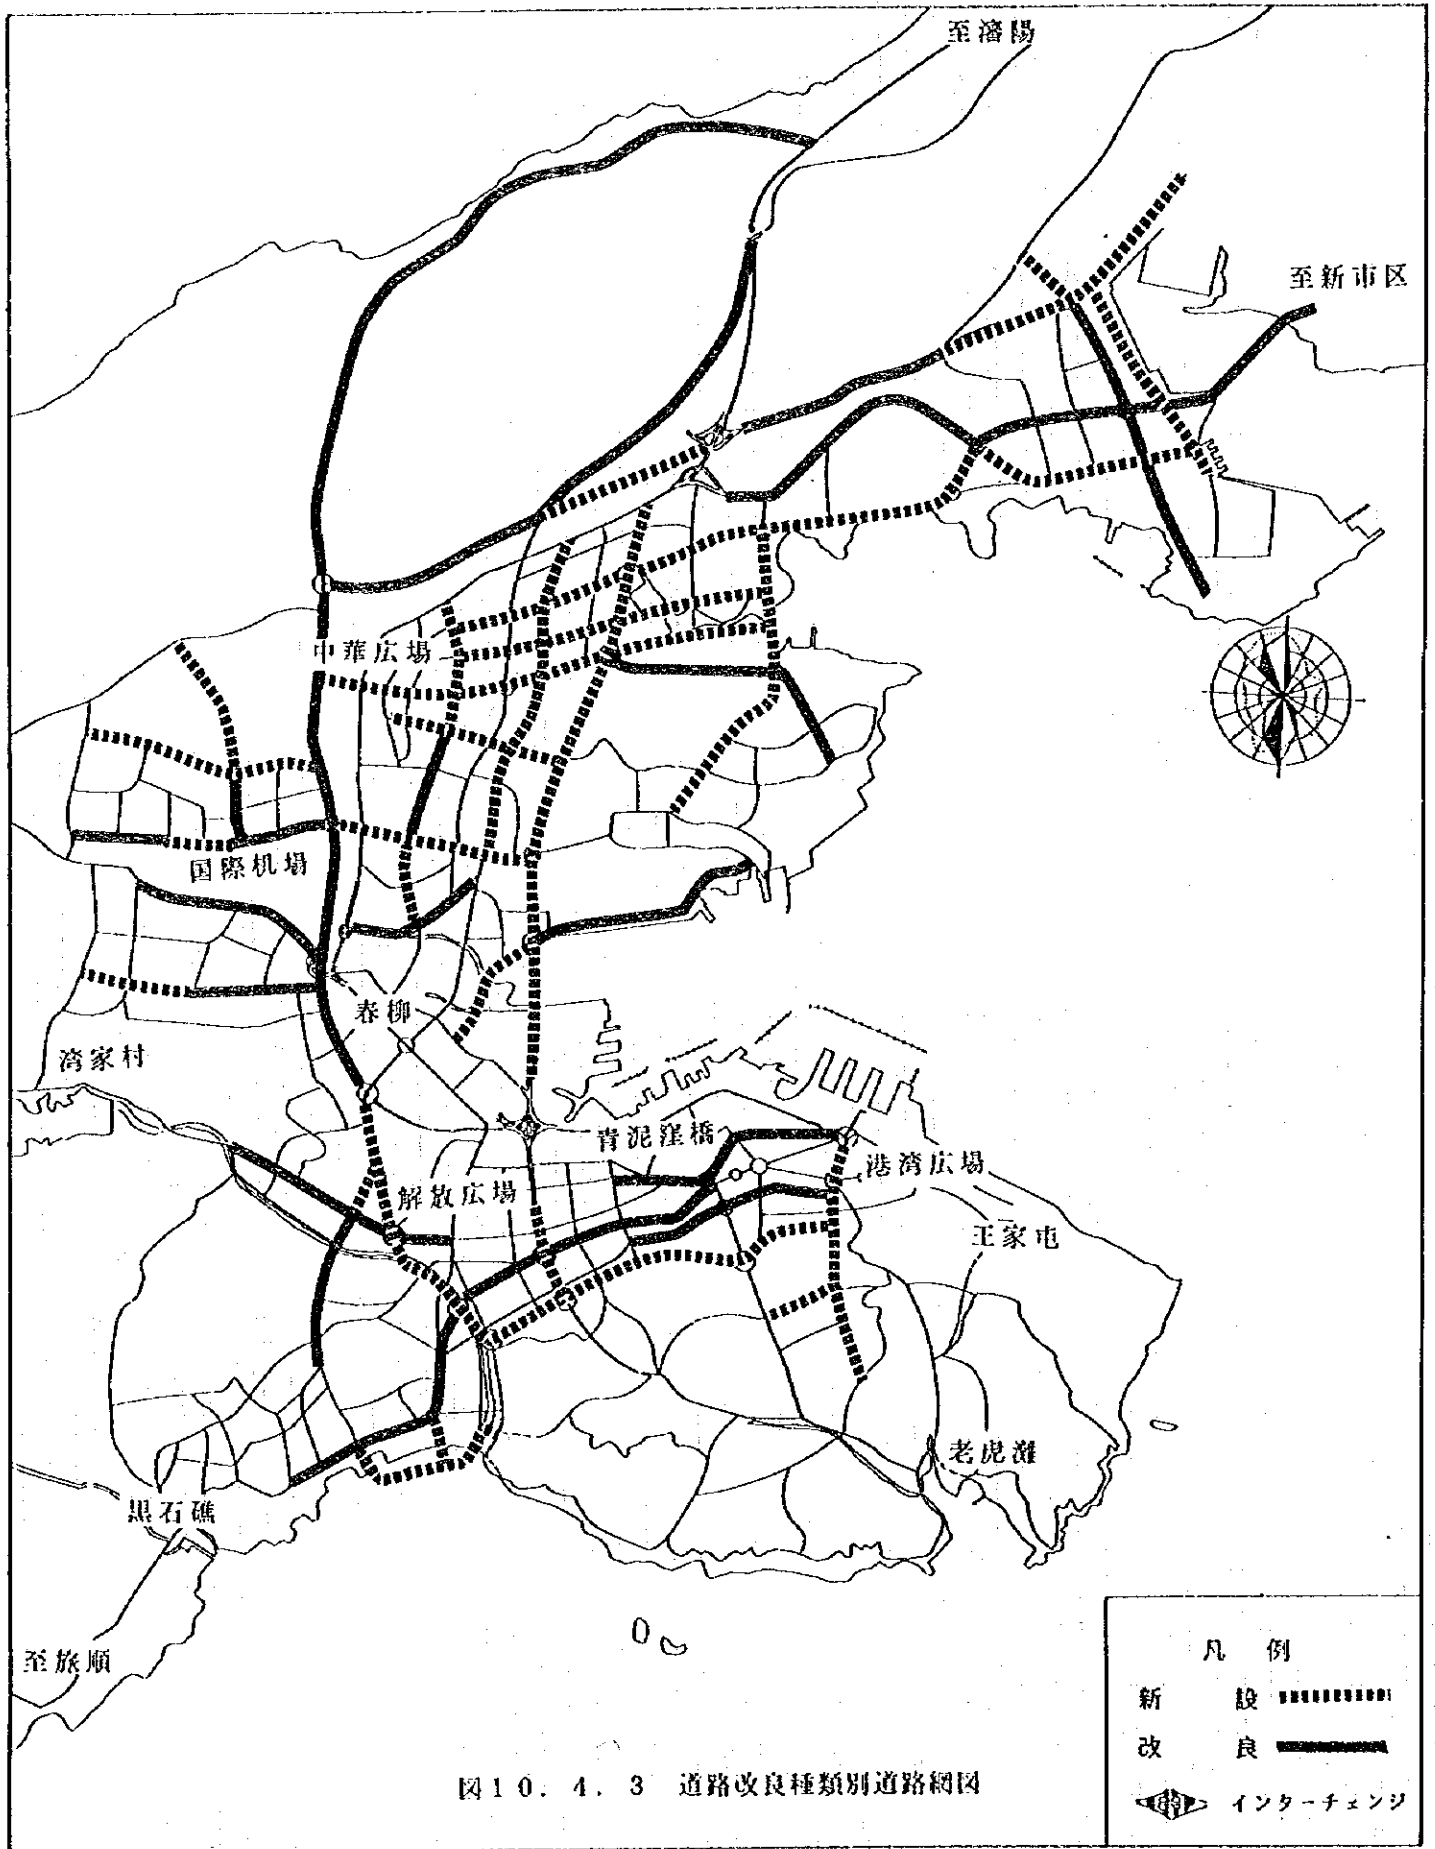 至瀋陽
至新市区
中華広場
国際机場
春柳
湾家村
青泥窪橋
港湾広場
解放広場
王家屯
老虎灘
黒石礁
至旅順
凡例
新設
改良
インターチェンジ
図10.4.3 道路改良種類別道路網図